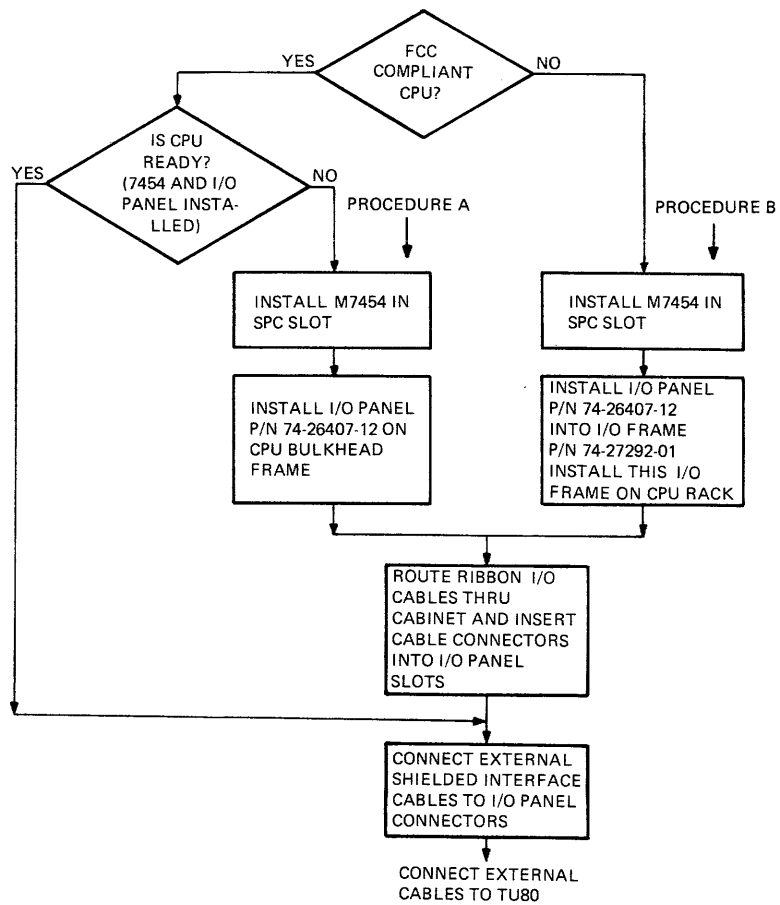 FCC
COMPLIANT
CPU?
YES
NO
IS CPU
READY?
(7454 AND I/O
PANEL INSTA-
LLED)
YES
NO
PROCEDURE A
PROCEDURE B
INSTALL M7454 IN
SPC SLOT
INSTALL M7454 IN
SPC SLOT
INSTALL I/O PANEL
P/N 74-26407-12 ON
CPU BULKHEAD
FRAME
INSTALL I/O PANEL
P/N 74-26407-12
INTO I/O FRAME
P/N 74-27292-01
INSTALL THIS I/O
FRAME ON CPU RACK
ROUTE RIBBON I/O
CABLES THRU
CABINET AND INSERT
CABLE CONNECTORS
INTO I/O PANEL
SLOTS
CONNECT EXTERNAL
SHIELDED INTERFACE
CABLES TO I/O PANEL
CONNECTORS
CONNECT EXTERNAL
CABLES TO TU80